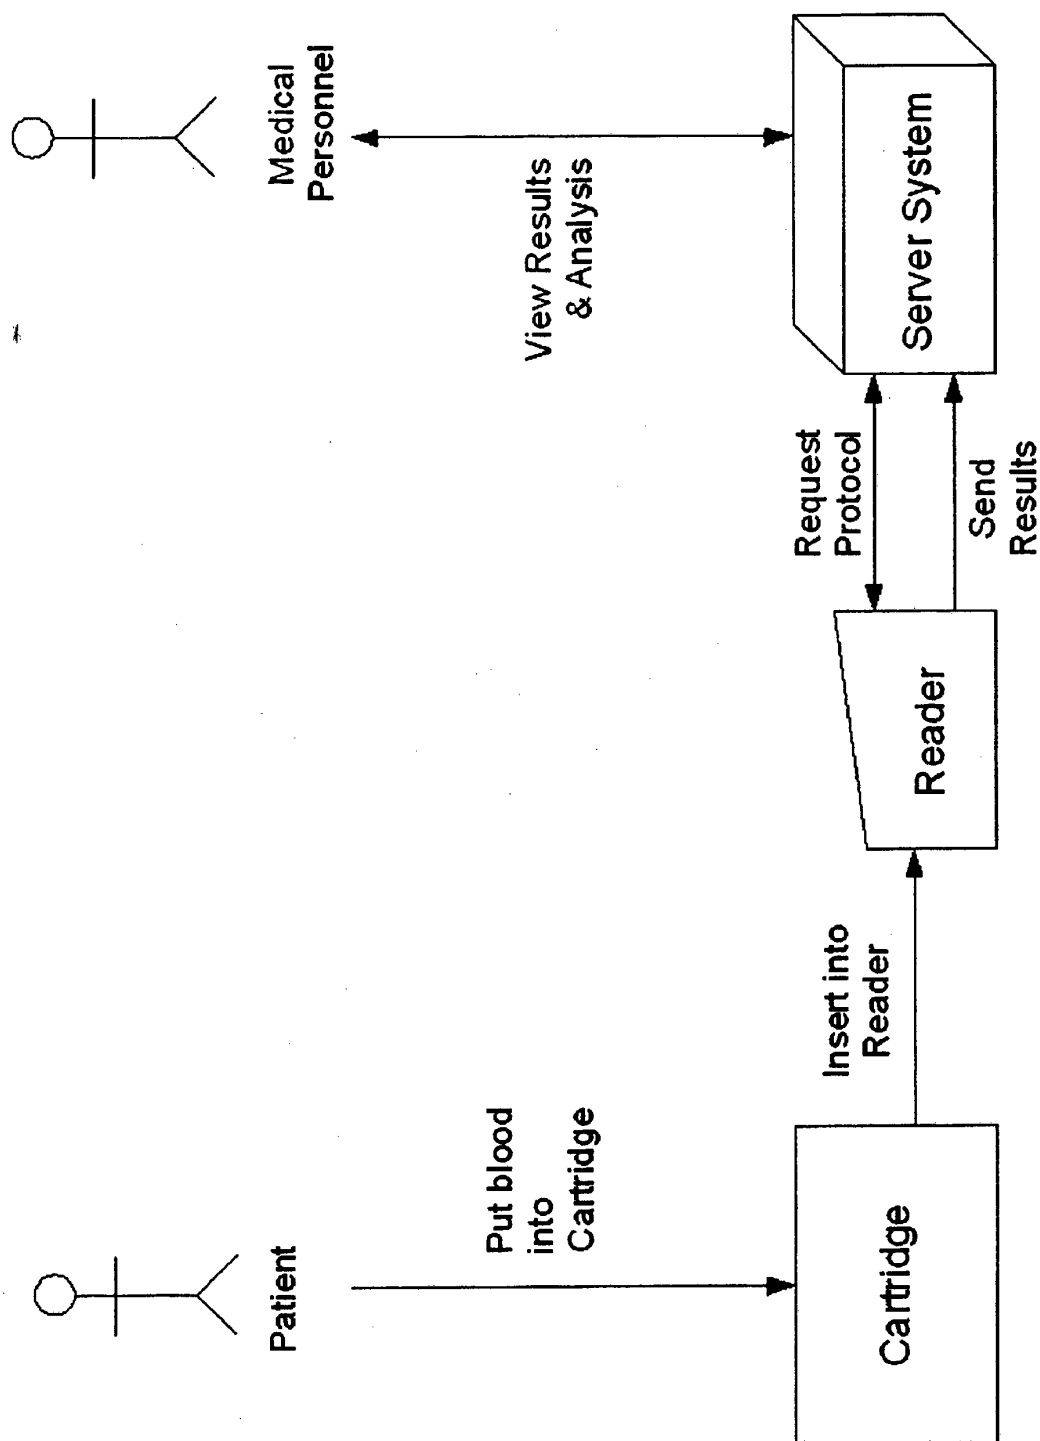 Patient
Medical
Personnel
Put blood
into
Cartridge
View Results
& Analysis
Cartridge
Insert into
Reader
Reader
Request
Protocol
Send
Results
Server System